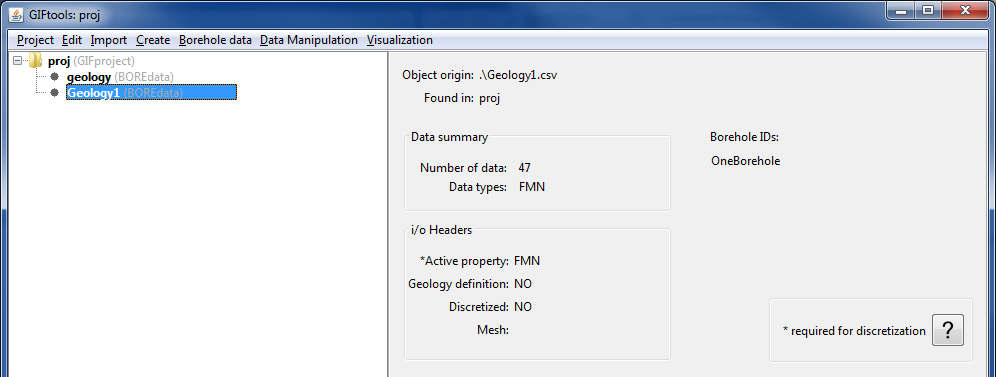 GIFtools: proj
Project Edit Import Create Borehole data Data Manipulation Visualization
proj (GIFproject)
geology (BOREdata)
Geology1 (BOREdata)
Object origin: .\Geology1.csv
Found in: proj
Data summary
Number of data: 47
Data types: FMN
Borehole IDs:
OneBorehole
i/o Headers
*Active property: FMN
Geology definition: NO
Discretized: NO
Mesh:
* required for discretization ?